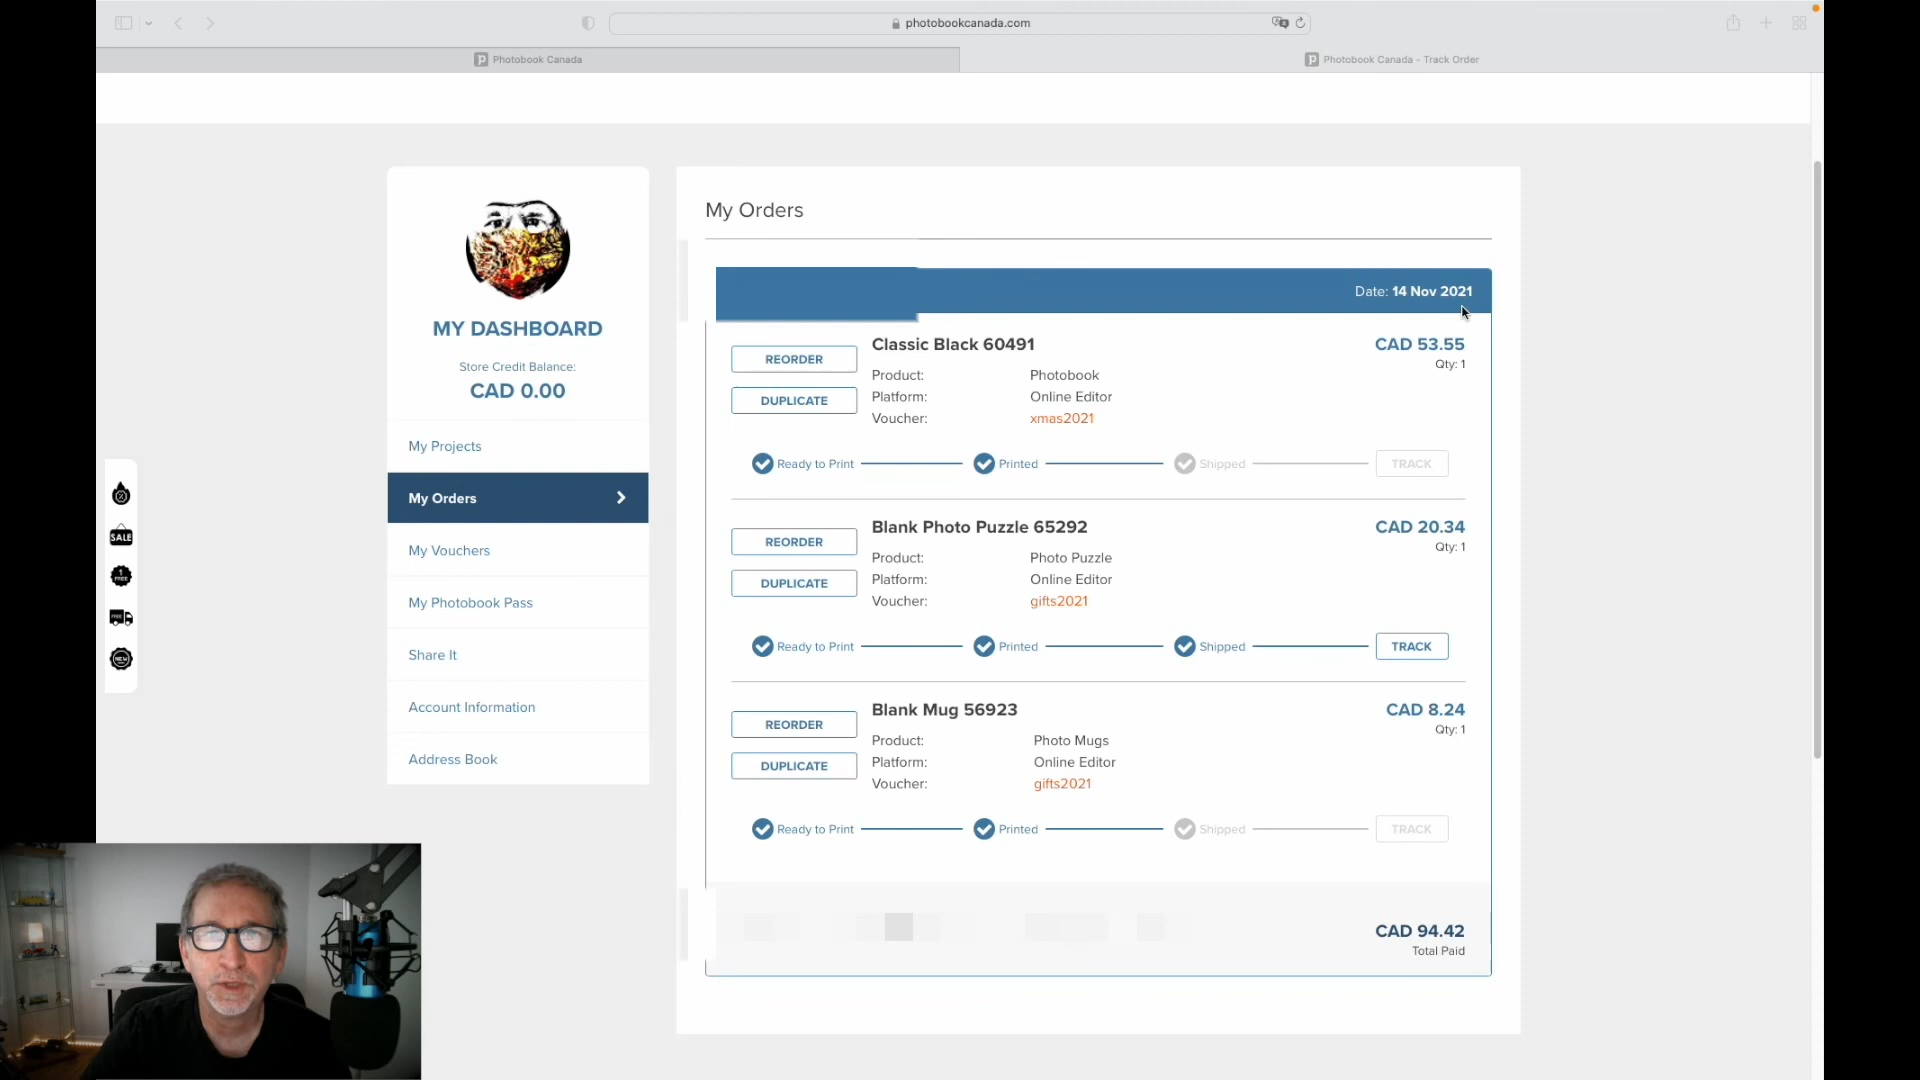 photobookcanada.com
Photobook Canada
Photobook Canada - Track Order
My Orders
MY DASHBOARD
Store Credit Balance:
CAD 0.00
My Projects
My Orders
My Vouchers
My Photobook Pass
Share It
Account Information
Address Book
SALE
1 FREE
FREE
NEW
Date: 14 Nov 2021
REORDER
DUPLICATE
Classic Black 60491
CAD 53.55
Qty: 1
Product: Photobook
Platform: Online Editor
Voucher: xmas2021
Ready to Print Printed Shipped TRACK
REORDER
DUPLICATE
Blank Photo Puzzle 65292
CAD 20.34
Qty: 1
Product: Photo Puzzle
Platform: Online Editor
Voucher: gifts2021
Ready to Print Printed Shipped TRACK
REORDER
DUPLICATE
Blank Mug 56923
CAD 8.24
Qty: 1
Product: Photo Mugs
Platform: Online Editor
Voucher: gifts2021
Ready to Print Printed Shipped TRACK
CAD 94.42
Total Paid